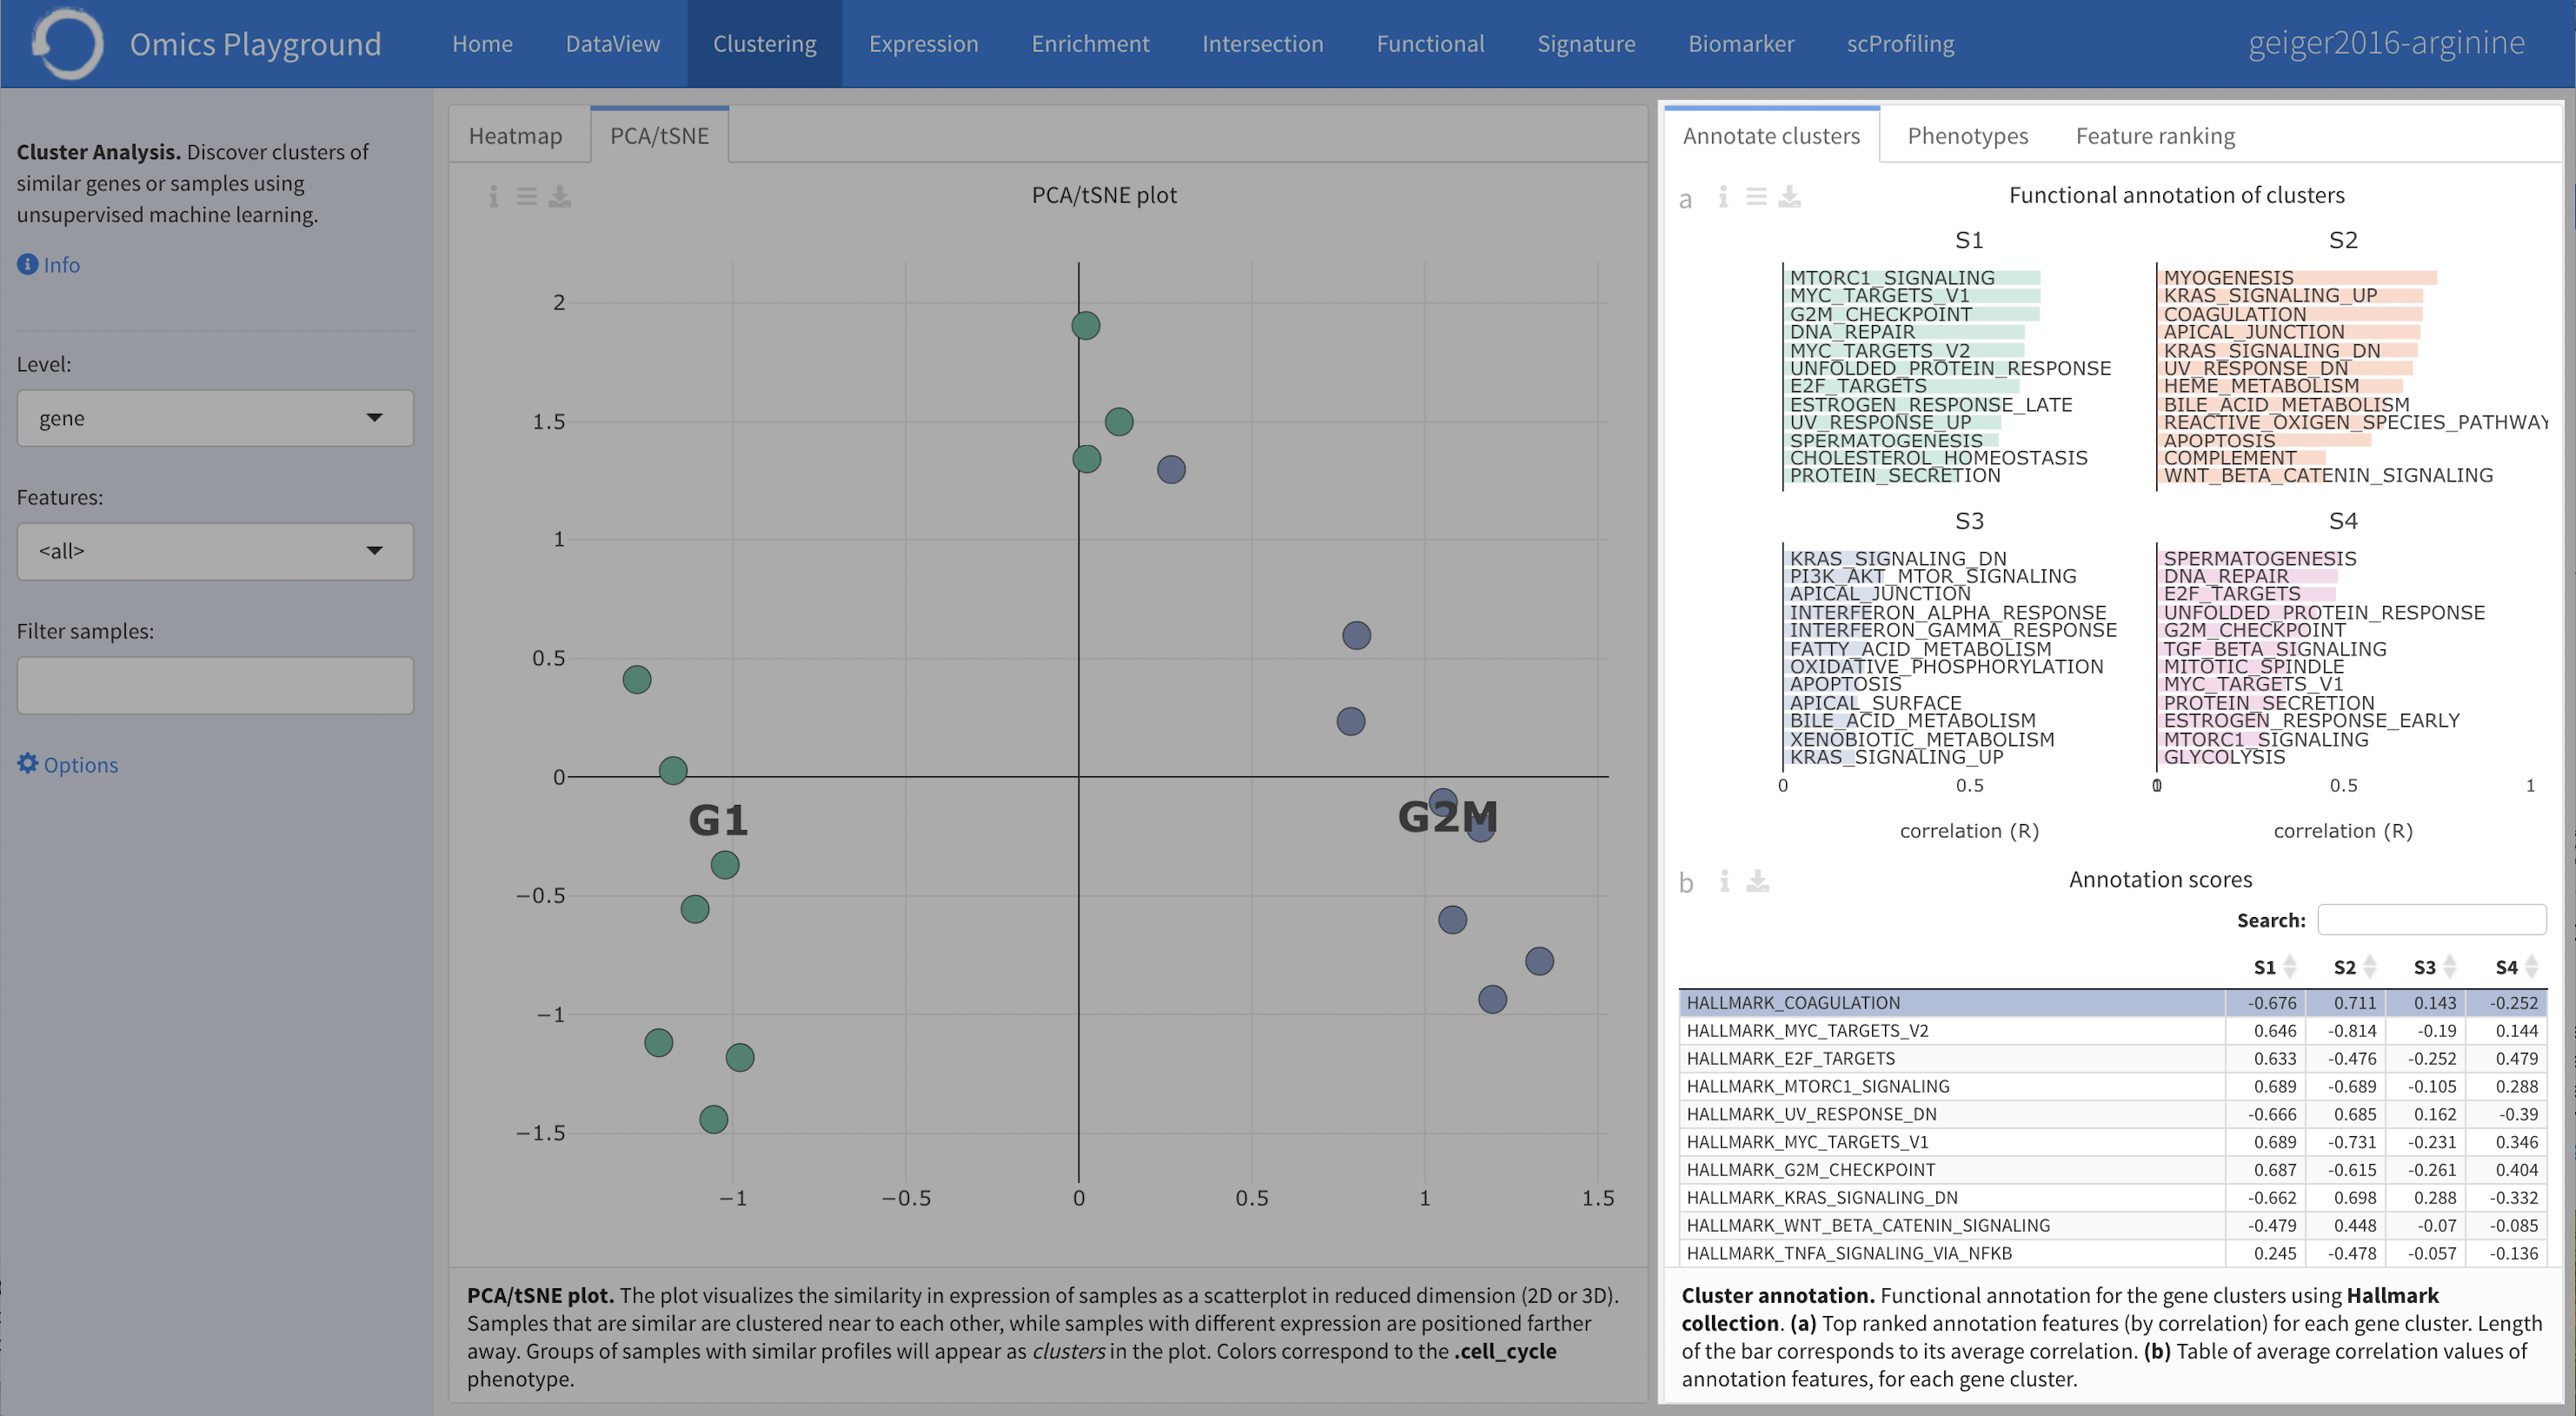 Omics Playground
Home
DataView
Clustering
Expression
Enrichment
Intersection
Functional
Signature
Biomarker
scProfiling
geiger2016-arginine
Cluster Analysis. Discover clusters of
similar genes or samples using
unsupervised machine learning.
Info
Level:
gene
Features:
<all>
Filter samples:
Options
Heatmap
PCA/tSNE
PCA/tSNE plot
2
1.5
1
0.5
0
−0.5
−1
−1.5
G1
G2M
−1
−0.5
0
0.5
1
1.5
PCA/tSNE plot. The plot visualizes the similarity in expression of samples as a scatterplot in reduced dimension (2D or 3D).
Samples that are similar are clustered near to each other, while samples with different expression are positioned farther
away. Groups of samples with similar profiles will appear as clusters in the plot. Colors correspond to the .cell_cycle
phenotype.
Annotate clusters
Phenotypes
Feature ranking
a
Functional annotation of clusters
S1
MTORC1_SIGNALING
MYC_TARGETS_V1
G2M_CHECKPOINT
DNA_REPAIR
MYC_TARGETS_V2
UNFOLDED_PROTEIN_RESPONSE
E2F_TARGETS
ESTROGEN_RESPONSE_LATE
UV_RESPONSE_UP
SPERMATOGENESIS
CHOLESTEROL_HOMEOSTASIS
PROTEIN_SECRETION
S2
MYOGENESIS
KRAS_SIGNALING_UP
COAGULATION
APICAL_JUNCTION
KRAS_SIGNALING_DN
UV_RESPONSE_DN
HEME_METABOLISM
BILE_ACID_METABOLISM
REACTIVE_OXIGEN_SPECIES_PATHWAY
APOPTOSIS
COMPLEMENT
WNT_BETA_CATENIN_SIGNALING
S3
KRAS_SIGNALING_DN
PI3K_AKT_MTOR_SIGNALING
APICAL_JUNCTION
INTERFERON_ALPHA_RESPONSE
INTERFERON_GAMMA_RESPONSE
FATTY_ACID_METABOLISM
OXIDATIVE_PHOSPHORYLATION
APOPTOSIS
APICAL_SURFACE
BILE_ACID_METABOLISM
XENOBIOTIC_METABOLISM
KRAS_SIGNALING_UP
0
0.5
1
correlation (R)
S4
SPERMATOGENESIS
DNA_REPAIR
E2F_TARGETS
UNFOLDED_PROTEIN_RESPONSE
G2M_CHECKPOINT
TGF_BETA_SIGNALING
MITOTIC_SPINDLE
MYC_TARGETS_V1
PROTEIN_SECRETION
ESTROGEN_RESPONSE_EARLY
MTORC1_SIGNALING
GLYCOLYSIS
0
0.5
1
correlation (R)
b
Annotation scores
Search:
S1 S2 S3 S4
HALLMARK_COAGULATION -0.676 0.711 0.143 -0.252
HALLMARK_MYC_TARGETS_V2 0.646 -0.814 -0.19 0.144
HALLMARK_E2F_TARGETS 0.633 -0.476 -0.252 0.479
HALLMARK_MTORC1_SIGNALING 0.689 -0.689 -0.105 0.288
HALLMARK_UV_RESPONSE_DN -0.666 0.685 0.162 -0.39
HALLMARK_MYC_TARGETS_V1 0.689 -0.731 -0.231 0.346
HALLMARK_G2M_CHECKPOINT 0.687 -0.615 -0.261 0.404
HALLMARK_KRAS_SIGNALING_DN -0.662 0.698 0.288 -0.332
HALLMARK_WNT_BETA_CATENIN_SIGNALING -0.479 0.448 -0.07 -0.085
HALLMARK_TNFA_SIGNALING_VIA_NFKB 0.245 -0.478 -0.057 -0.136
Cluster annotation. Functional annotation for the gene clusters using Hallmark
collection. (a) Top ranked annotation features (by correlation) for each gene cluster. Length
of the bar corresponds to its average correlation. (b) Table of average correlation values of
annotation features, for each gene cluster.